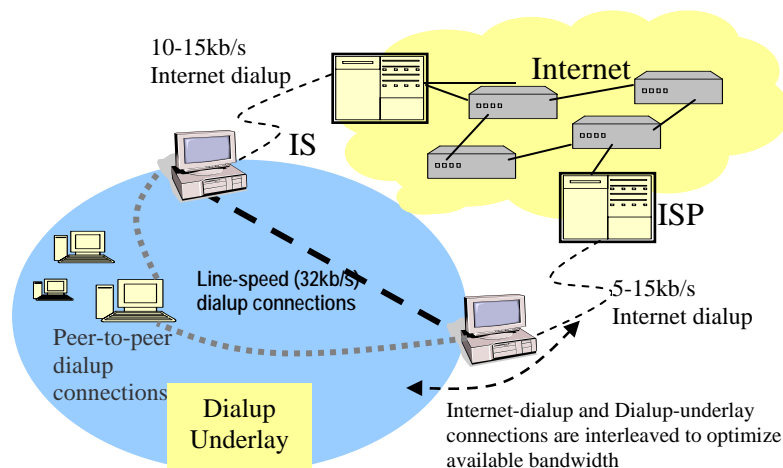 10-15kb/s
Internet dialup
Internet
IS
ISP
Line-speed (32kb/s)
dialup connections
5-15kb/s
Internet dialup
Peer-to-peer
dialup
connections
Dialup
Underlay
Internet-dialup and Dialup-underlay
connections are interleaved to optimize
available bandwidth